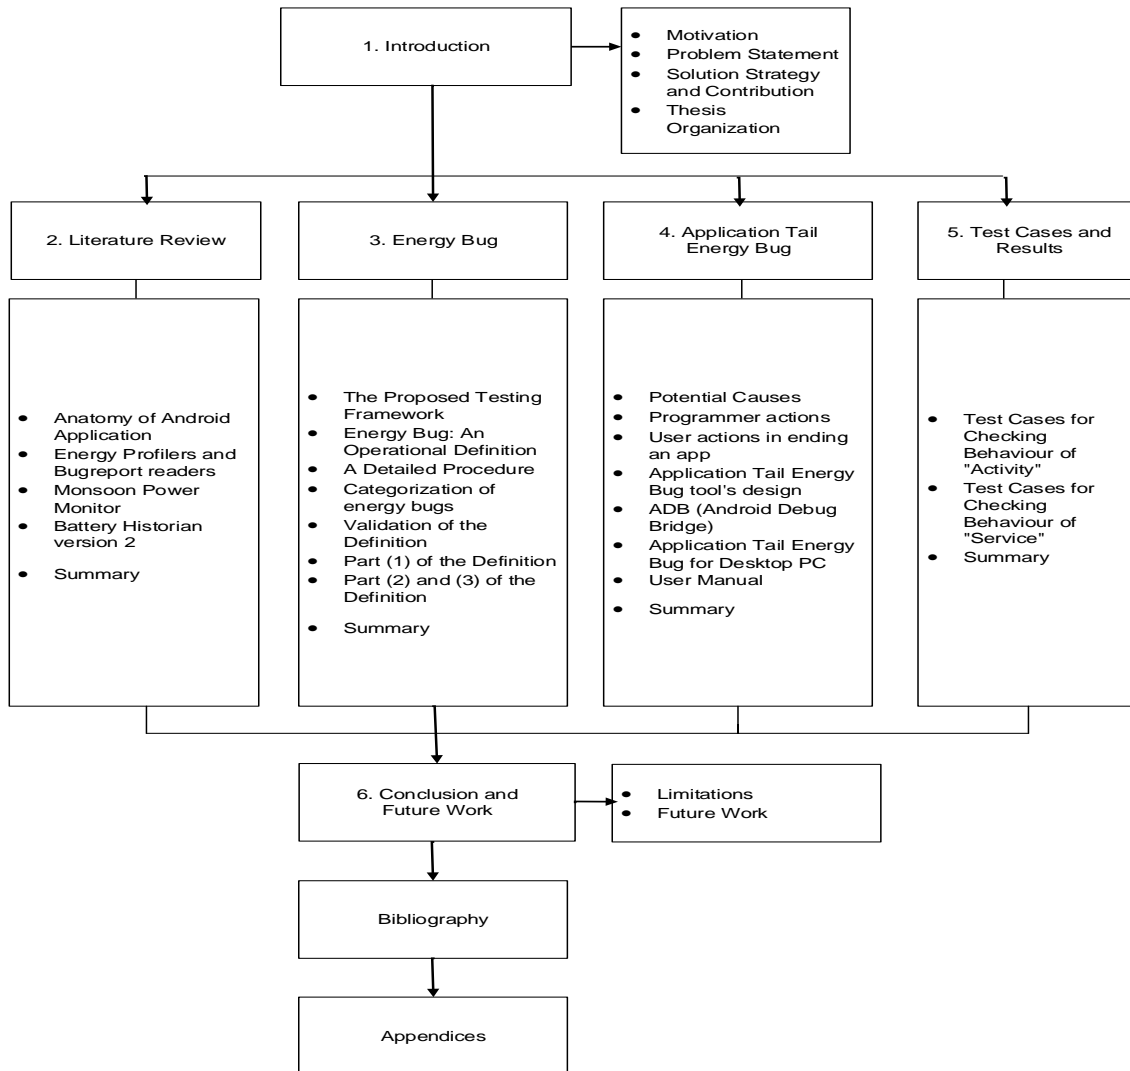 1. Introduction
Motivation
Problem Statement
Solution Strategy
and Contribution
Thesis
Organization
2. Literature Review
3. Energy Bug
4. Application Tail
Energy Bug
5. Test Cases and
Results
Anatomy of Android
Application
Energy Profilers and
Bugreport readers
Monsoon Power
Monitor
Battery Historian
version 2
Summary
The Proposed Testing
Framework
Energy Bug: An
Operational Definition
A Detailed Procedure
Categorization of
energy bugs
Validation of the
Definition
Part (1) of the Definition
Part (2) and (3) of the
Definition
Summary
Potential Causes
Programmer actions
User actions in ending
an app
Application Tail Energy
Bug tool's design
ADB (Android Debug
Bridge)
Application Tail Energy
Bug for Desktop PC
User Manual
Summary
Test Cases for
Checking
Behaviour of
"Activity"
Test Cases for
Checking
Behaviour of
"Service"
Summary
6. Conclusion and
Future Work
Limitations
Future Work
Bibliography
Appendices